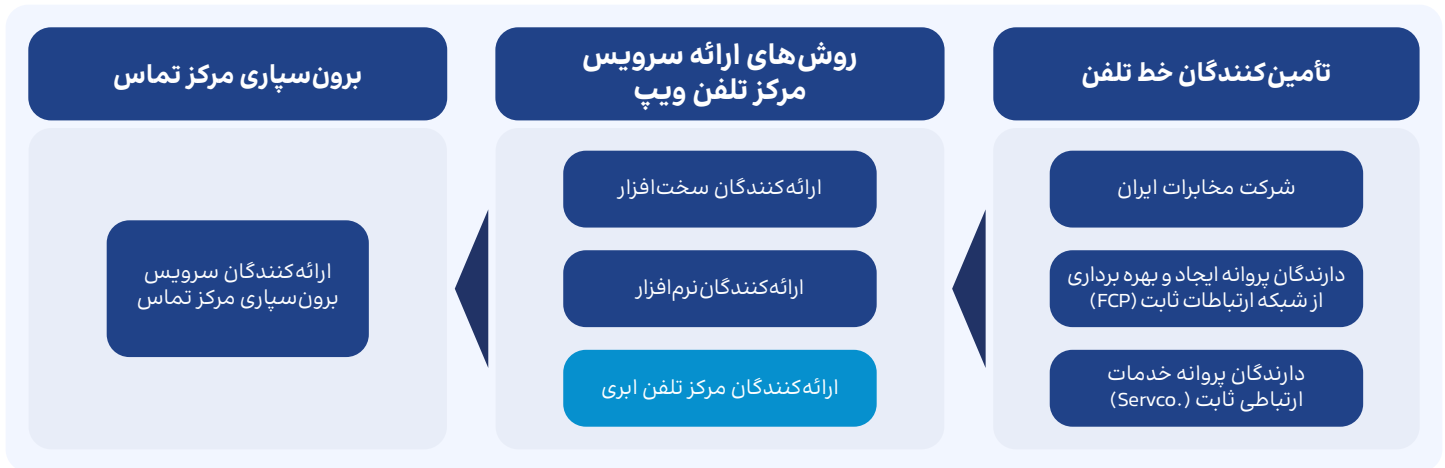 تأمین‌کنندگان خط تلفن
شرکت مخابرات ایران
دارندگان پروانه ایجاد و بهره برداری
از شبکه ارتباطات ثابت (FCP)
دارندگان پروانه خدمات
ارتباطی ثابت (Servco.)
روش‌های ارائه سرویس
مرکز تلفن ویپ
ارائه‌کنندگان سخت‌افزار
ارائه‌کنندگان نرم‌افزار
ارائه‌کنندگان مرکز تلفن ابری
برون‌سپاری مرکز تماس
ارائه‌کنندگان سرویس
برون‌سپاری مرکز تماس